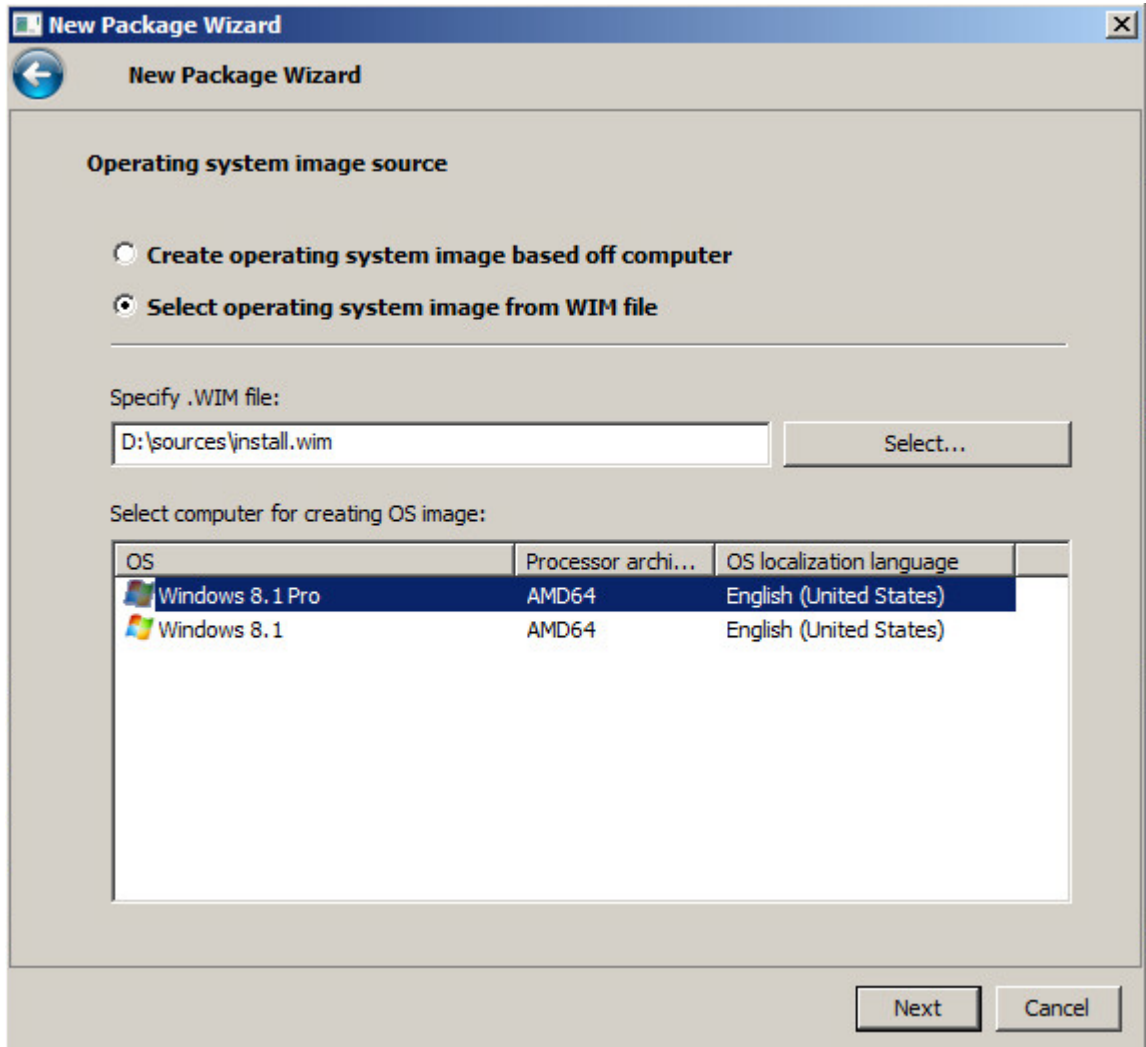 New Package Wizard
New Package Wizard
Operating system image source
Create operating system image based off computer
Select operating system image from WIM file
Specify .WIM file:
D:\sources\install.wim Select...
Select computer for creating OS image:
OS Processor archi... OS localization language
Windows 8.1 Pro AMD64 English (United States)
Windows 8.1 AMD64 English (United States)
Next Cancel